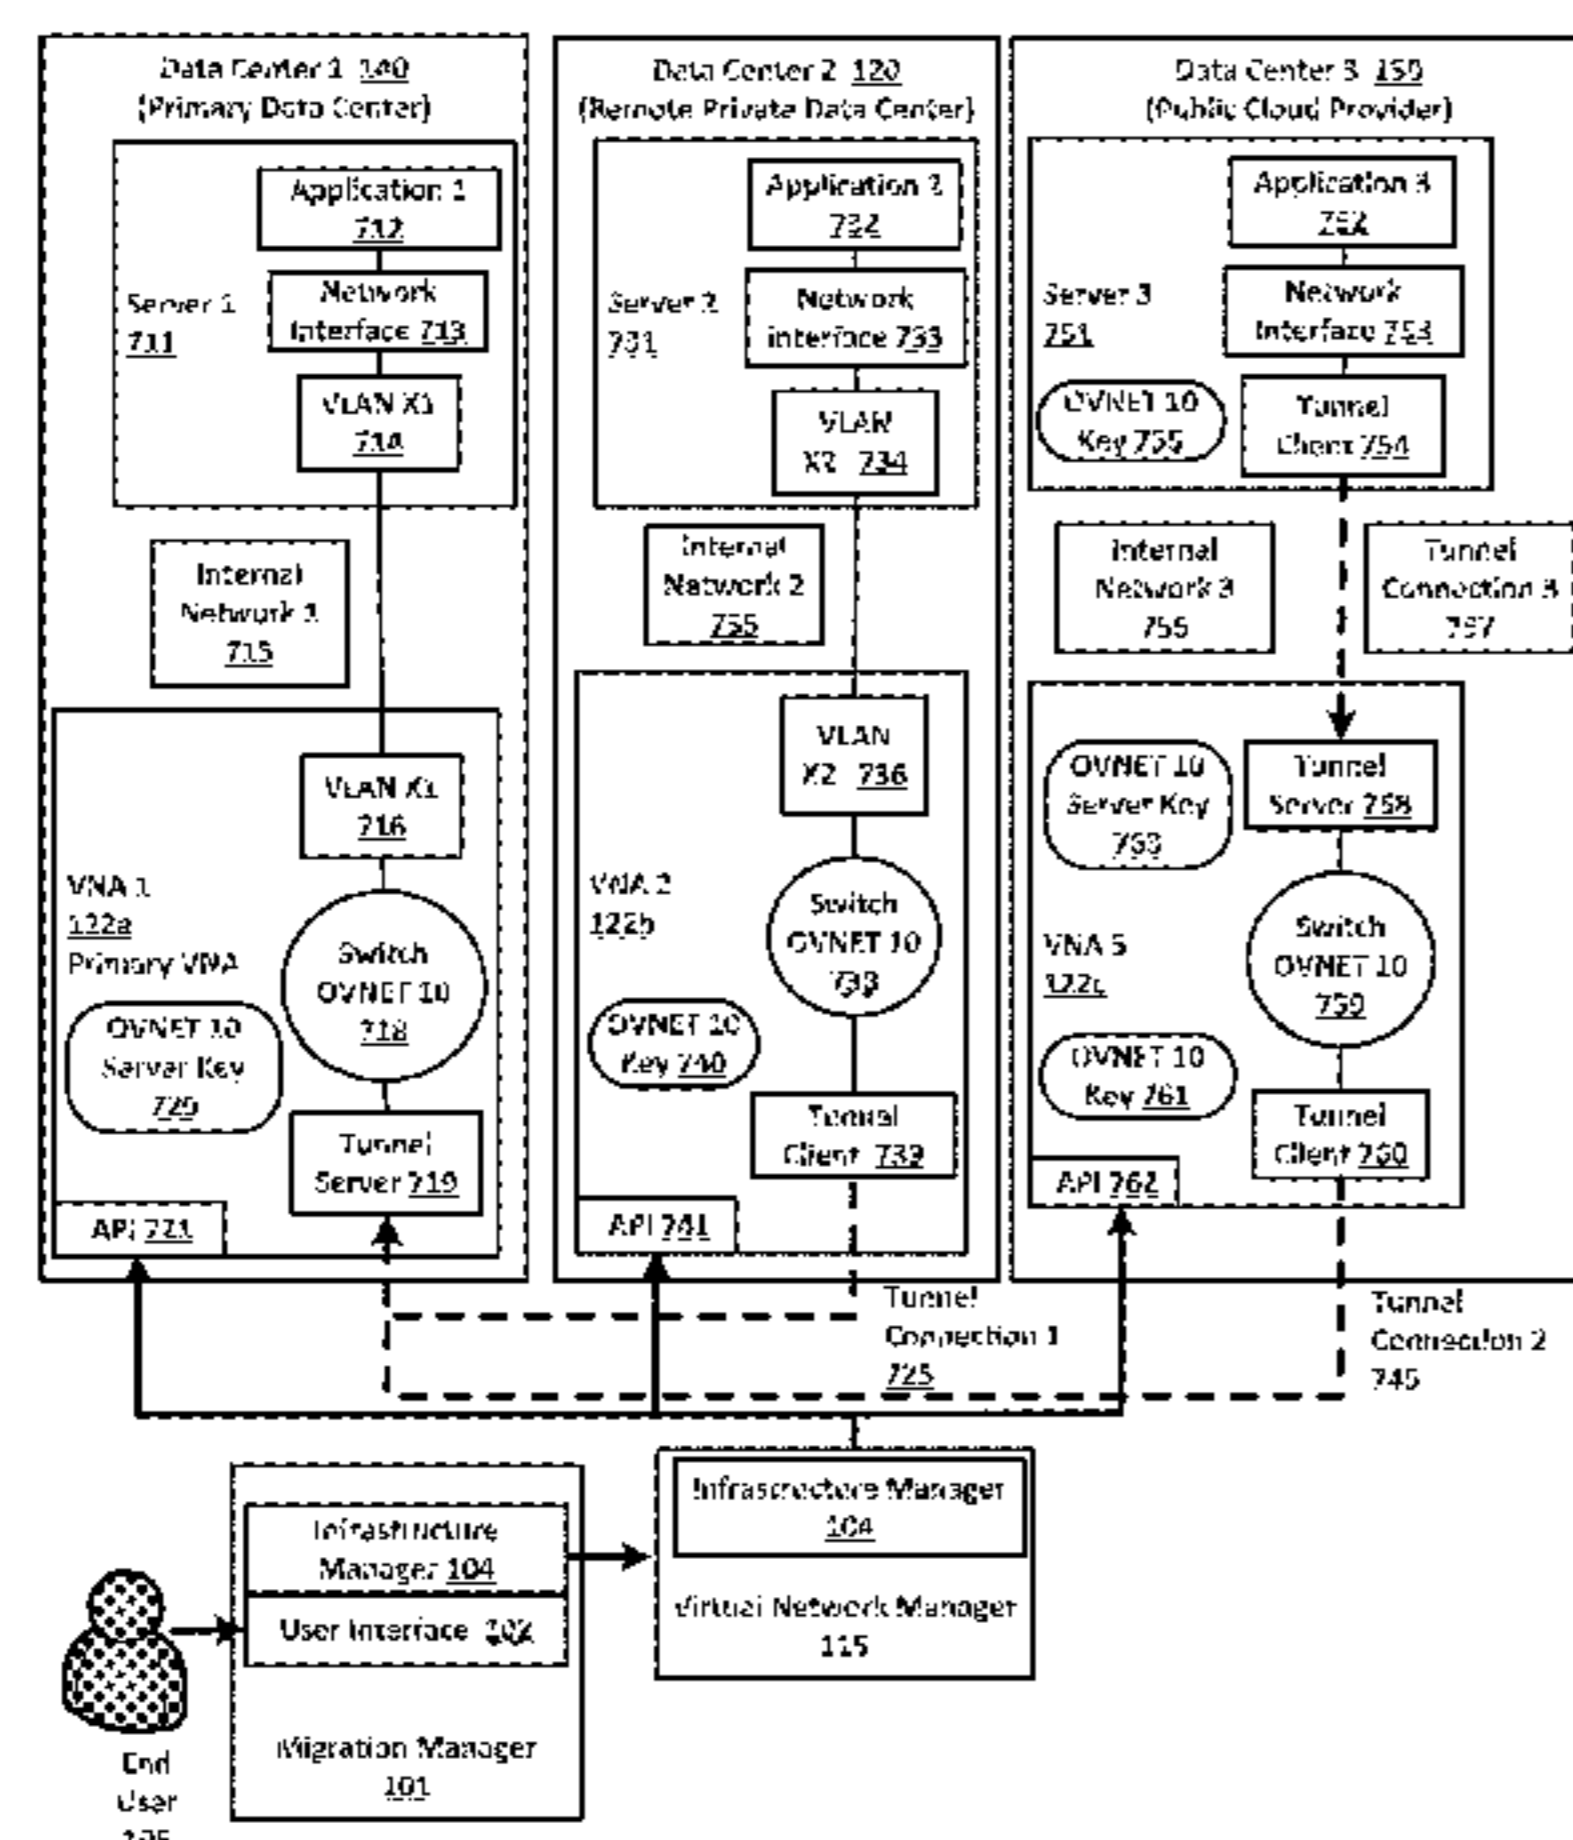 Data Center 1 140
(Primary Data Center)
Application 1
712
Network
Interface 713
Server 1
711
VLAN X1
714
Internal
Network 1
715
VLAN X1
716
VNA 1
122a
Primary VNA
Switch
OVNET 10
718
OVNET 10
Server Key
Tunnel
Server 719
API 721
Data Center 2 120
(Remote Private Data Center)
Application 2
732
Network
interface 733
Server 2
731
VLAN
X2 734
Internal
Network 2
VLAN
X2 736
VNA 2
122b
Switch
OVNET 10
738
OVNET 10
Key 740
Tunnel
Client 739
API 741
Data Center 3 150
(Public Cloud Provider)
Application 3
752
Network
Interface 753
Server 3
751
OVNET 10
Key 755
Tunnel
Client 754
Internal
Network 3
756
Tunnel
Connection 3
757
OVNET 10
Server Key
763
Tunnel
Server 758
VNA 3
122c
Switch
OVNET 10
759
OVNET 10
Key 761
Tunnel
Client 760
API 762
Tunnel
Connection 1
725
Tunnel
Connection 2
745
Infrastructure Manager
104
Virtual Network Manager
115
Infrastructure
Manager 104
User Interface 102
Migration Manager
101
End
User